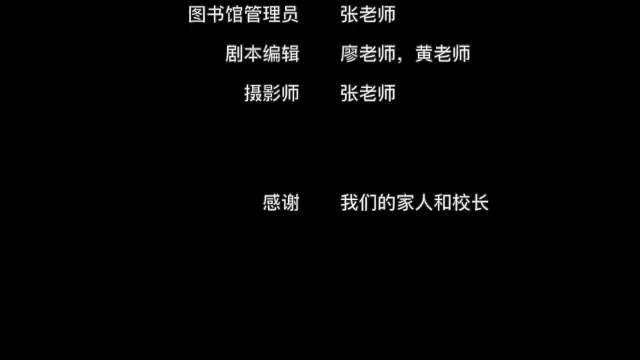 图书馆管理员 张老师
剧本编辑 廖老师，黄老师
摄影师 张老师
感谢 我们的家人和校长